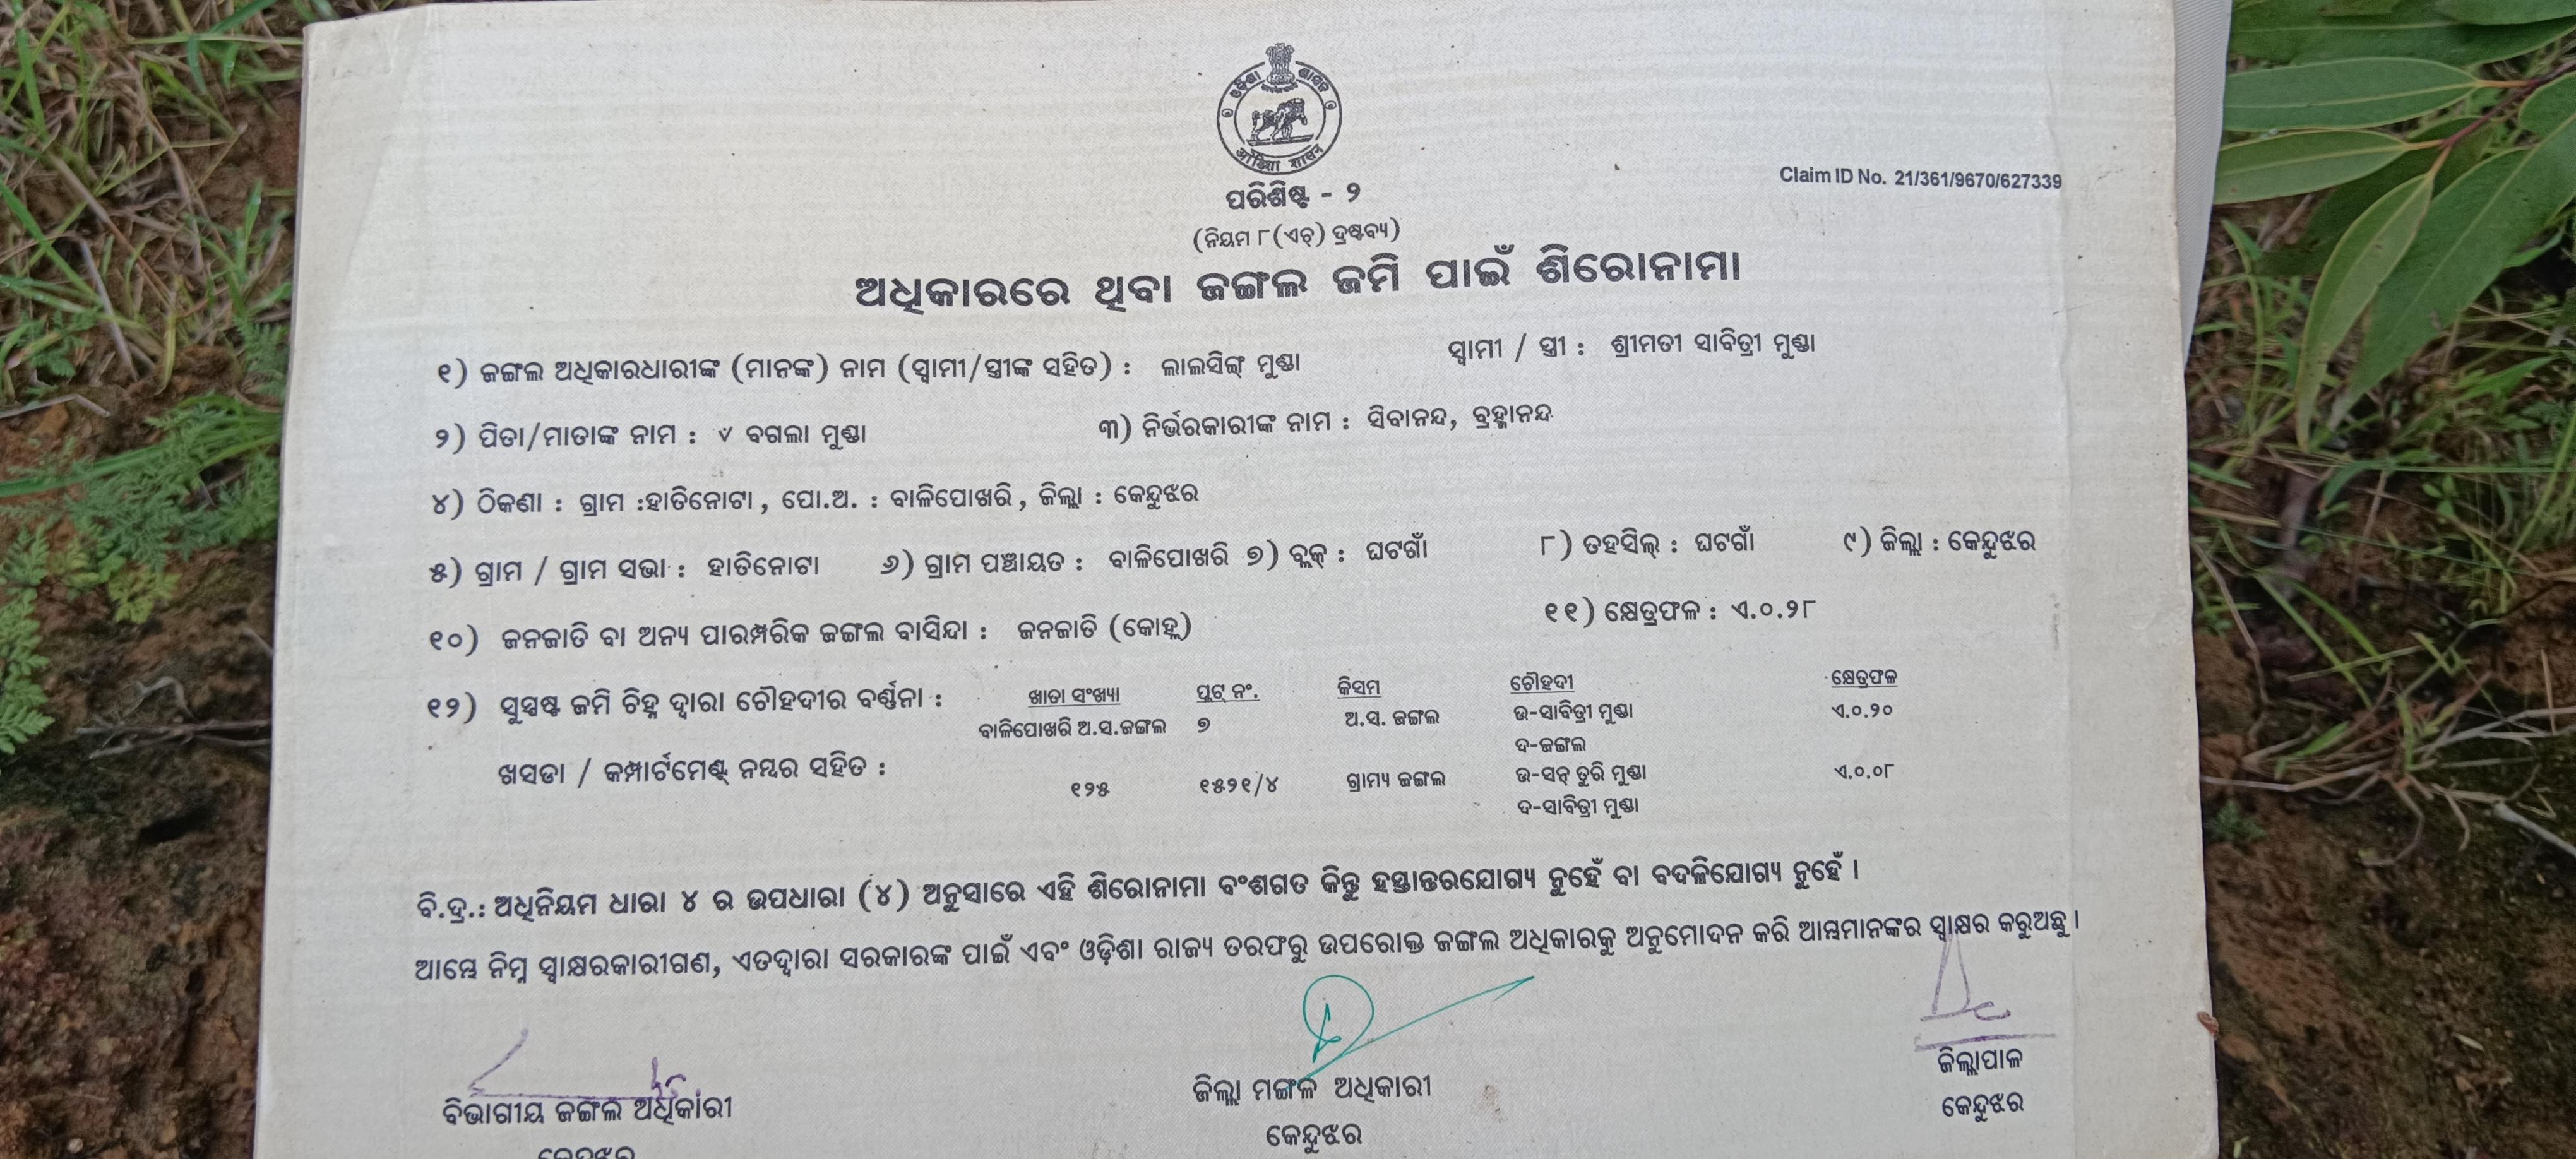 ଓଡ଼ିଶା ଶାସନ
ओडिशा शासन
Claim ID No. 21/361/9670/627339
ପରିଶିଷ୍ଟ - ୨
(ନିୟମ ୮(ଏଚ୍) ଦ୍ରଷ୍ଟବ୍ୟ)
ଅଧିକାରରେ ଥିବା ଜଙ୍ଗଲ ଜମି ପାଇଁ ଶିରୋନାମା
୧) ଜଙ୍ଗଲ ଅଧିକାରଧାରୀଙ୍କ (ମାନଙ୍କ) ନାମ (ସ୍ୱାମୀ/ସ୍ତ୍ରୀଙ୍କ ସହିତ) : ଲାଲସିଙ୍ଗ୍ ମୁଣ୍ଡା ସ୍ୱାମୀ / ସ୍ତ୍ରୀ : ଶ୍ରୀମତୀ ସାବିତ୍ରୀ ମୁଣ୍ଡା
୨) ପିତା/ମାତାଙ୍କ ନାମ : ୰ ବଗଲା ମୁଣ୍ଡା ୩) ନିର୍ଭରକାରୀଙ୍କ ନାମ : ସିବାନନ୍ଦ, ବ୍ରହ୍ମାନନ୍ଦ
୪) ଠିକଣା : ଗ୍ରାମ :ହାତିନୋଟା , ପୋ.ଅ. : ବାଳିପୋଖରି , ଜିଲ୍ଲା : କେନ୍ଦୁଝର
୫) ଗ୍ରାମ / ଗ୍ରାମ ସଭା : ହାତିନୋଟା ୬) ଗ୍ରାମ ପଞ୍ଚାୟତ : ବାଳିପୋଖରି ୭) ବ୍ଲକ୍ : ଘଟଗାଁ ୮) ତହସିଲ୍ : ଘଟଗାଁ ୯) ଜିଲ୍ଲା : କେନ୍ଦୁଝର
୧୦) ଜନଜାତି ବା ଅନ୍ୟ ପାରମ୍ପରିକ ଜଙ୍ଗଲ ବାସିନ୍ଦା : ଜନଜାତି (କୋହ୍ଲ) ୧୧) କ୍ଷେତ୍ରଫଳ : ଏ.୦.୨୮
୧୨) ସୁସ୍ପଷ୍ଟ ଜମି ଚିହ୍ନ ଦ୍ୱାରା ଚୌହଦୀର ବର୍ଣ୍ଣନା : ଖାତା ସଂଖ୍ୟା ପ୍ଲଟ୍ ନଂ. କିସମ ଚୌହଦୀ କ୍ଷେତ୍ରଫଳ
ବାଳିପୋଖରି ଅ.ସ.ଜଙ୍ଗଲ ୭ ଅ.ସ. ଜଙ୍ଗଲ ଉ-ସାବିତ୍ରୀ ମୁଣ୍ଡା ଏ.୦.୨୦
ଦ-ଜଙ୍ଗଲ
ଖସଡା / କମ୍ପାର୍ଟମେଣ୍ଟ୍ ନମ୍ବର ସହିତ : ୧୨୫ ୧୫୨୧/୪ ଗ୍ରାମ୍ୟ ଜଙ୍ଗଲ ଉ-ସନ୍ ତୁରି ମୁଣ୍ଡା ଏ.୦.୦୮
ଦ-ସାବିତ୍ରୀ ମୁଣ୍ଡା
ବି.ଦ୍ର.: ଅଧିନିୟମ ଧାରା ୪ ର ଉପଧାରା (୪) ଅନୁସାରେ ଏହି ଶିରୋନାମା ବଂଶଗତ କିନ୍ତୁ ହସ୍ତାନ୍ତରଯୋଗ୍ୟ ନୁହେଁ ବା ବଦଳିଯୋଗ୍ୟ ନୁହେଁ ।
ଆମ୍ଭେ ନିମ୍ନ ସ୍ୱାକ୍ଷରକାରୀଗଣ, ଏତଦ୍ୱାରା ସରକାରଙ୍କ ପାଇଁ ଏବଂ ଓଡ଼ିଶା ରାଜ୍ୟ ତରଫରୁ ଉପରୋକ୍ତ ଜଙ୍ଗଲ ଅଧିକାରକୁ ଅନୁମୋଦନ କରି ଆମ୍ଭମାନଙ୍କର ସ୍ୱାକ୍ଷର କରୁଅଛୁ ।
ବିଭାଗୀୟ ଜଙ୍ଗଲ ଅଧିକାରୀ ଜିଲ୍ଲା ମଙ୍ଗଳ ଅଧିକାରୀ ଜିଲ୍ଲାପାଳ
କେନ୍ଦୁଝର କେନ୍ଦୁଝର କେନ୍ଦୁଝର